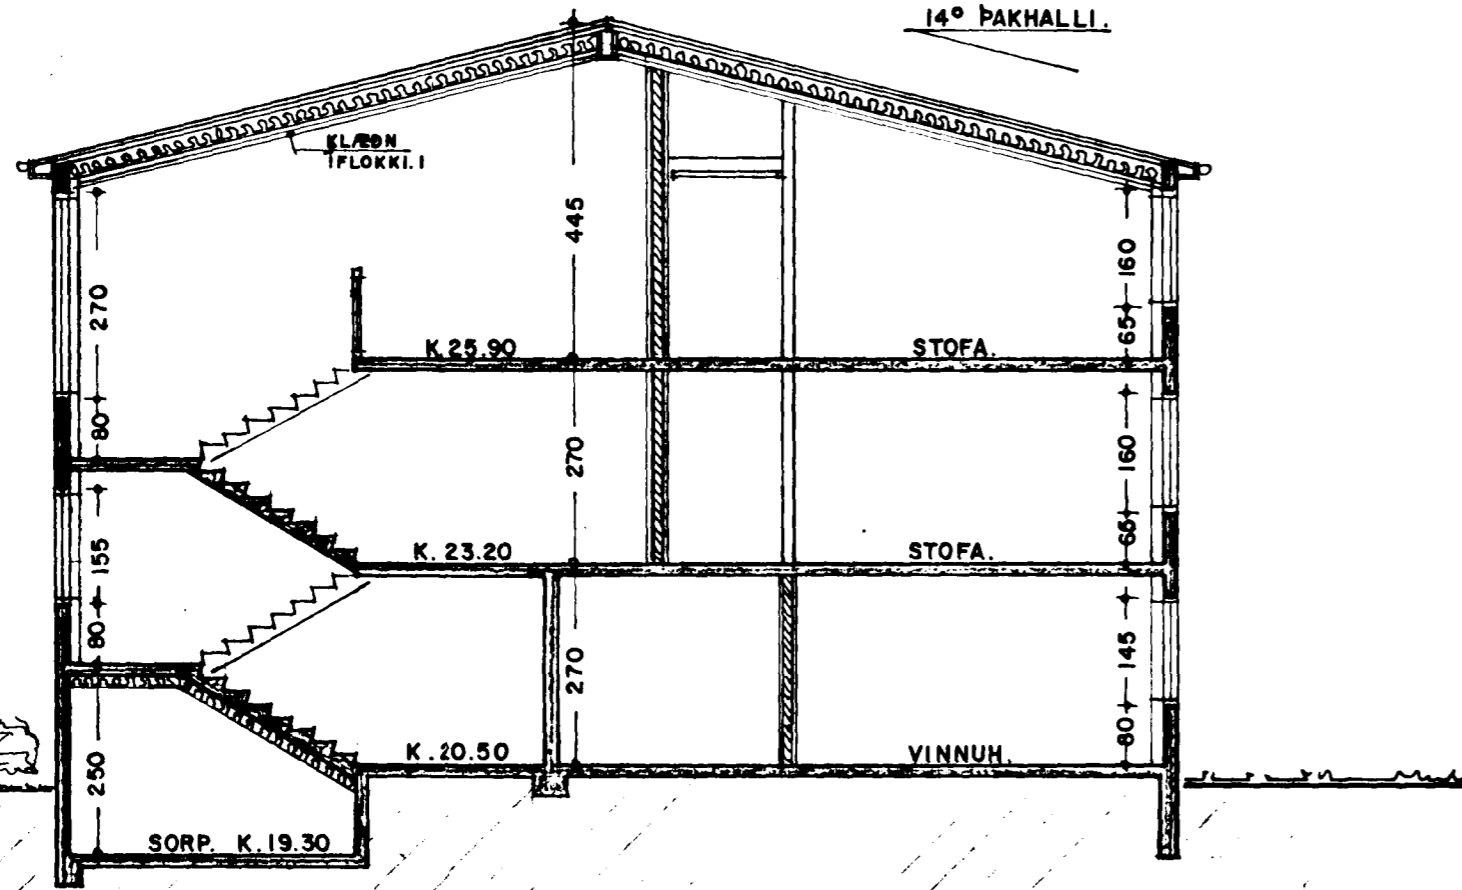 14° ÞAKHALLI.
KLÆÐN
Í FLOKKI. I
445
160
270
65
K. 25.90
STOFA.
80
270
160
155
65
K. 23.20
STOFA.
80
270
145
250
80
K. 20.50
VINNUH.
SORP. K. 19.30